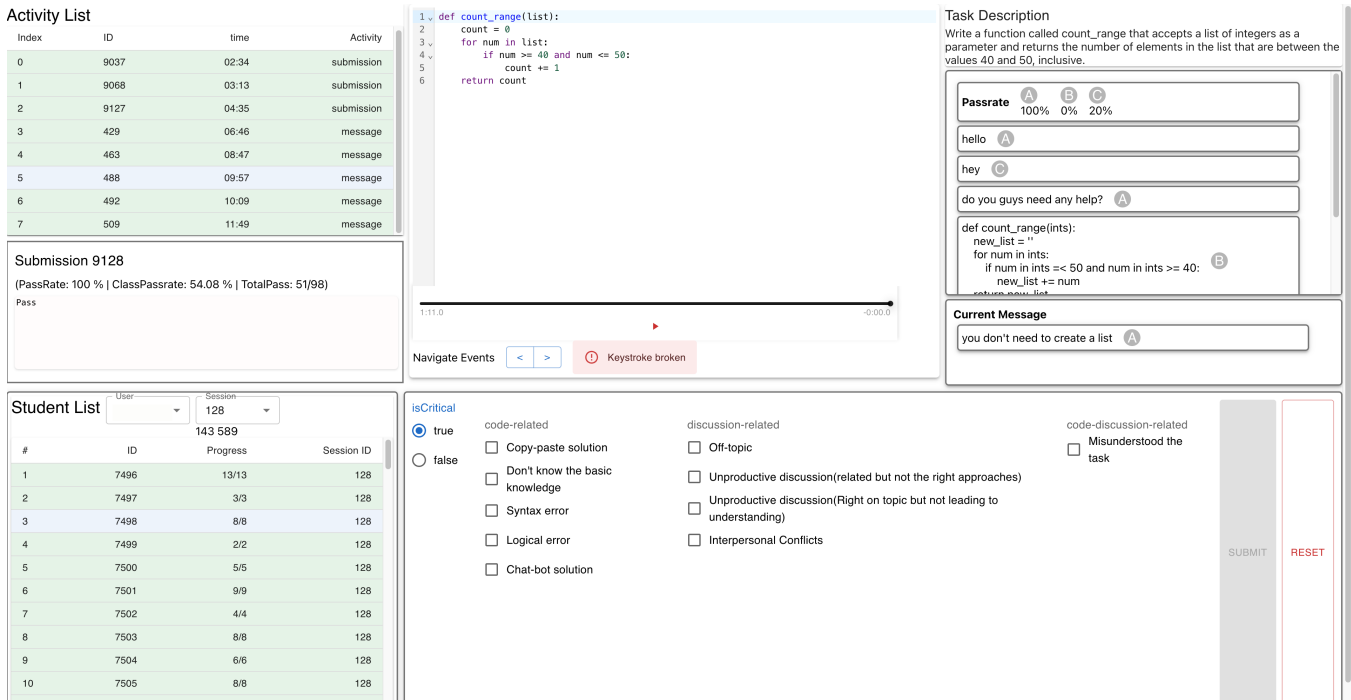 Activity List
Index ID time Activity
0 9037 02:34 submission
1 9068 03:13 submission
2 9127 04:35 submission
3 429 06:46 message
4 463 08:47 message
5 488 09:57 message
6 492 10:09 message
7 509 11:49 message
Submission 9128
(PassRate: 100 % | ClassPassrate: 54.08 % | TotalPass: 51/98)
Pass
1 def count_range(list):
2 count = 0
3 for num in list:
4 if num >= 40 and num <= 50:
5 count += 1
6 return count
1:11.0 -0:00.0
Navigate Events < > Keystroke broken
Task Description
Write a function called count_range that accepts a list of integers as a
parameter and returns the number of elements in the list that are between the
values 40 and 50, inclusive.
A B C
Passrate 100% 0% 20%
hello A
hey C
do you guys need any help? A
def count_range(ints):
new_list = ''
for num in ints:
if num in ints =< 50 and num in ints >= 40: B
new_list += num
return new_list
Current Message
you don't need to create a list A
Student List User Session
128
143 589
# ID Progress Session ID
1 7496 13/13 128
2 7497 3/3 128
3 7498 8/8 128
4 7499 2/2 128
5 7500 5/5 128
6 7501 9/9 128
7 7502 4/4 128
8 7503 8/8 128
9 7504 6/6 128
10 7505 8/8 128
isCritical
true
false
code-related
Copy-paste solution
Don't know the basic
knowledge
Syntax error
Logical error
Chat-bot solution
discussion-related
Off-topic
Unproductive discussion(related but not the right approaches)
Unproductive discussion(Right on topic but not leading to
understanding)
Interpersonal Conflicts
code-discussion-related
Misunderstood the
task
SUBMIT
RESET